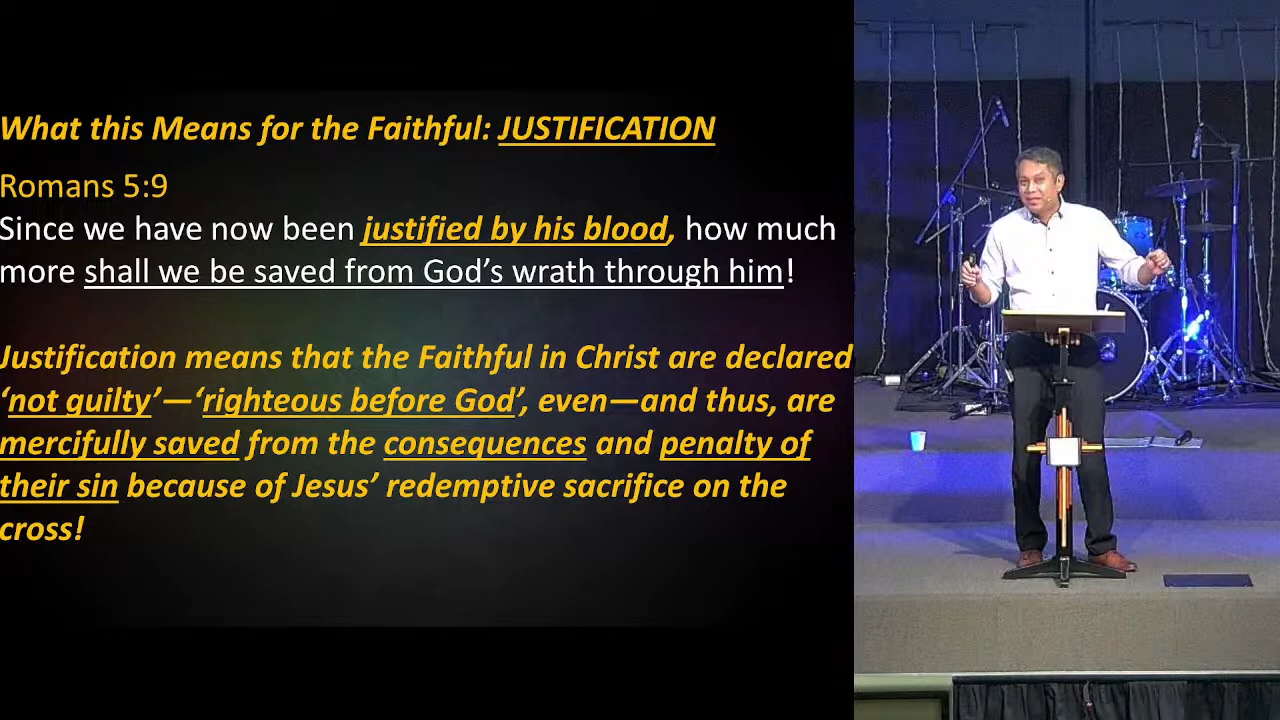 What this Means for the Faithful: JUSTIFICATION
Romans 5:9
Since we have now been justified by his blood, how much
more shall we be saved from God’s wrath through him!
Justification means that the Faithful in Christ are declared
‘not guilty’—‘righteous before God’, even—and thus, are
mercifully saved from the consequences and penalty of
their sin because of Jesus’ redemptive sacrifice on the
cross!